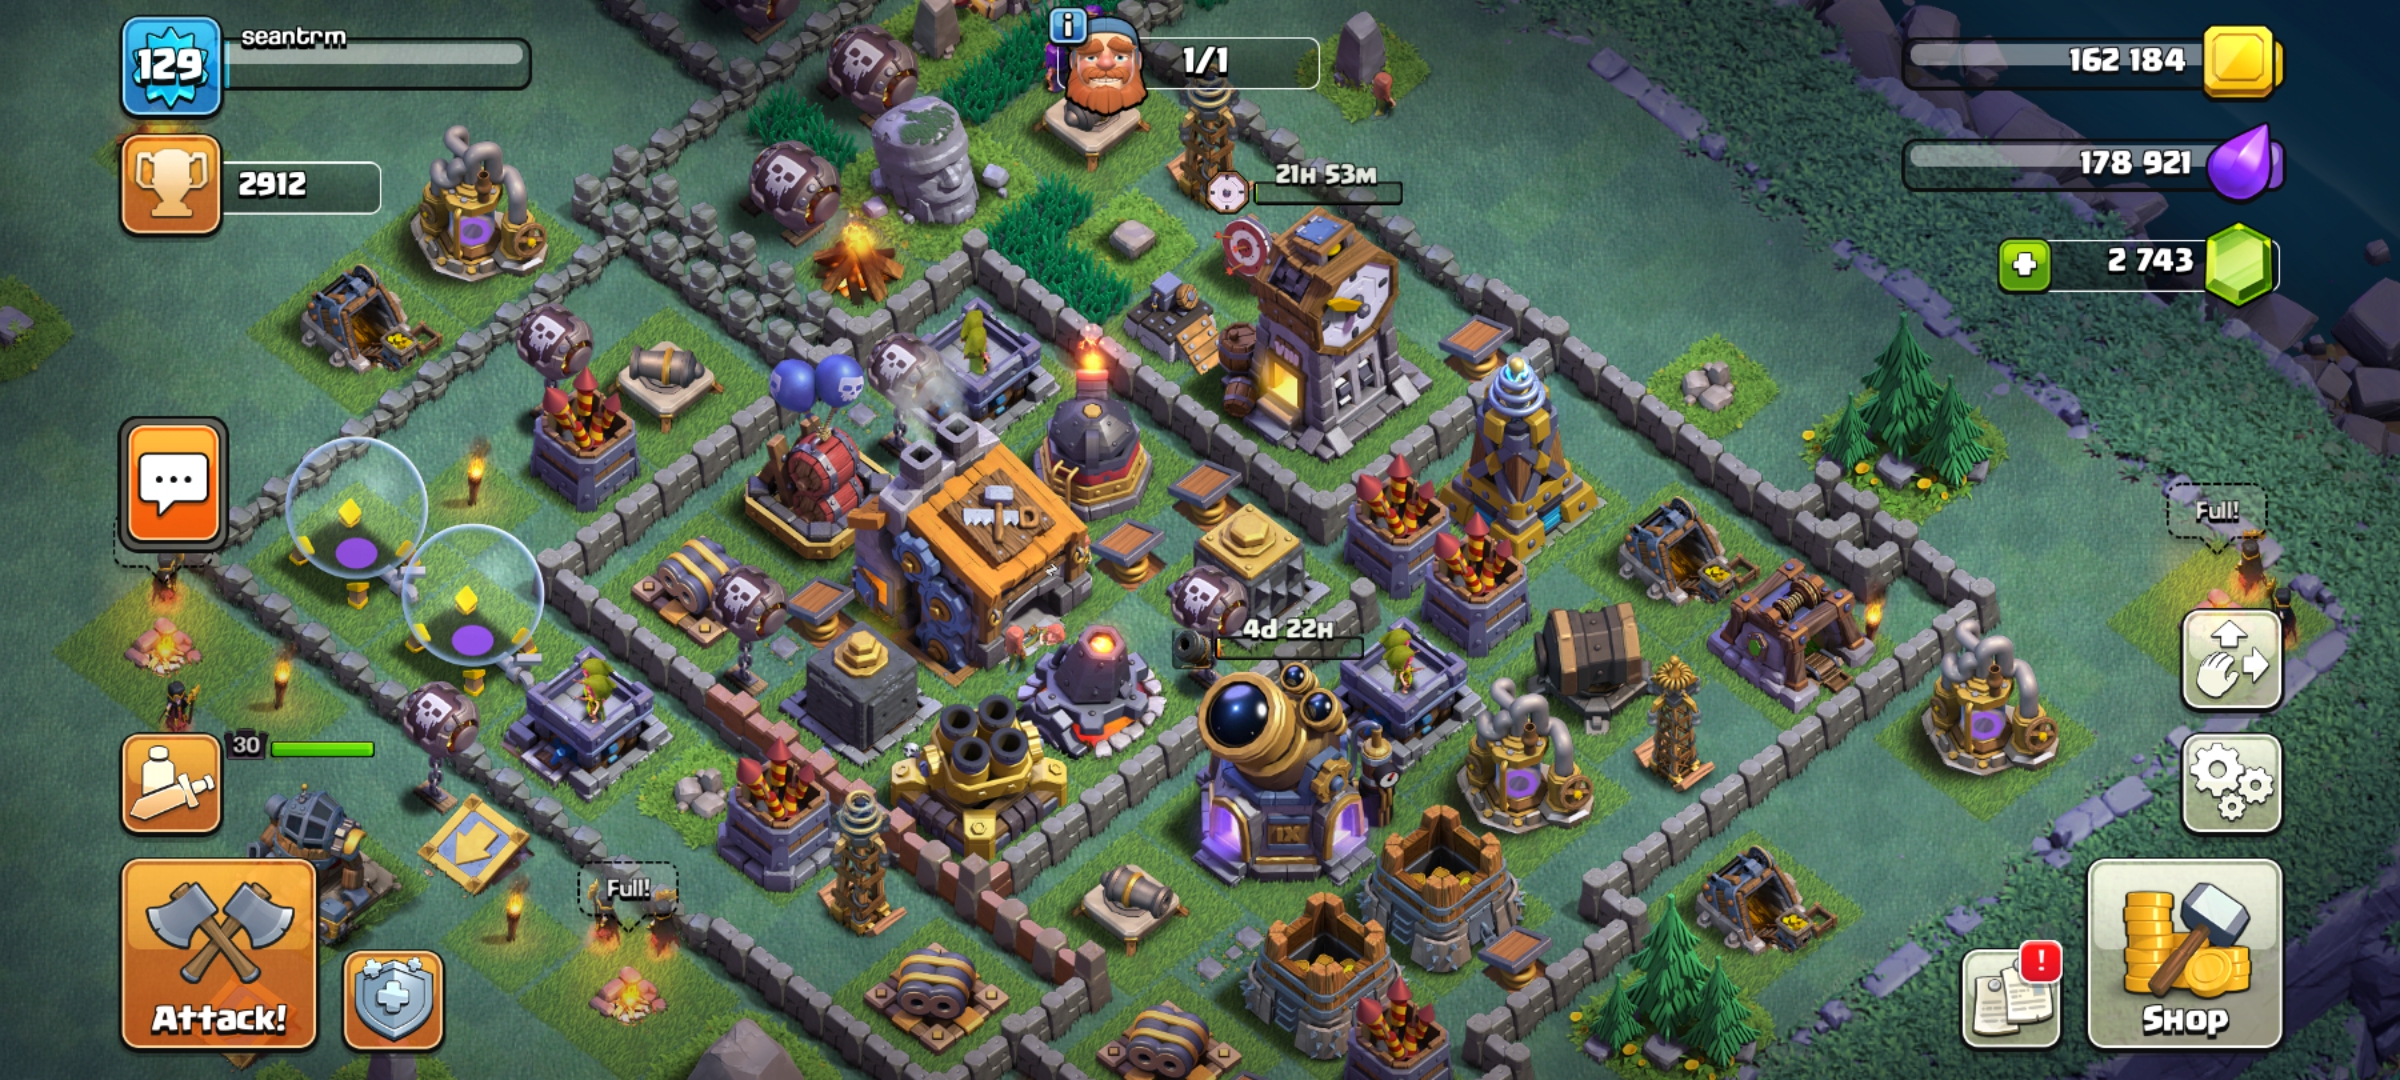 129
seantrm
1/1
162 184
2912
178 921
21H 53M
2 743
Full!
4d 22H
30
IX
Full!
Attack!
Shop
!